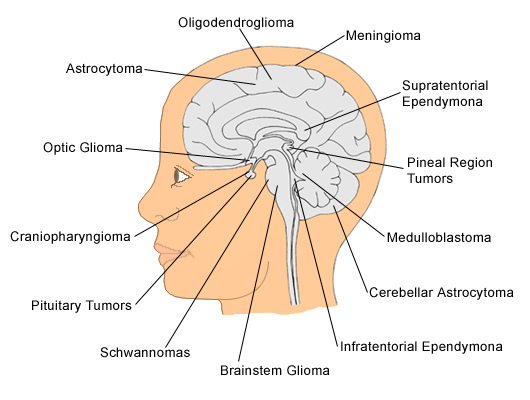 Oligodendroglioma
Meningioma
Astrocytoma
Supratentorial
Ependymona
Optic Glioma
Pineal Region
Tumors
Craniopharyngioma
Medulloblastoma
Cerebellar Astrocytoma
Pituitary Tumors
Infratentorial Ependymona
Schwannomas
Brainstem Glioma